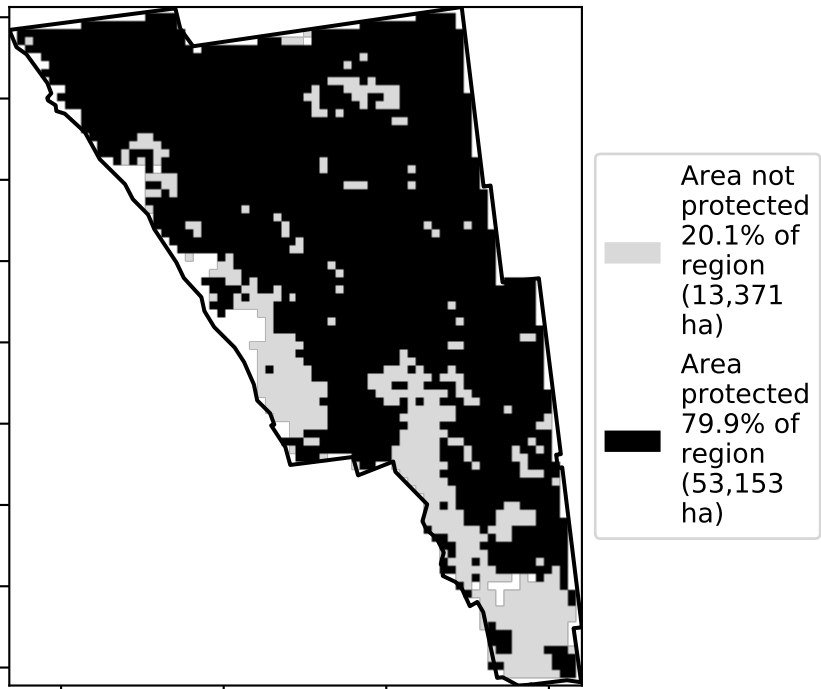 Area not
protected
20.1% of
region
(13,371
ha)
Area
protected
79.9% of
region
(53,153
ha)